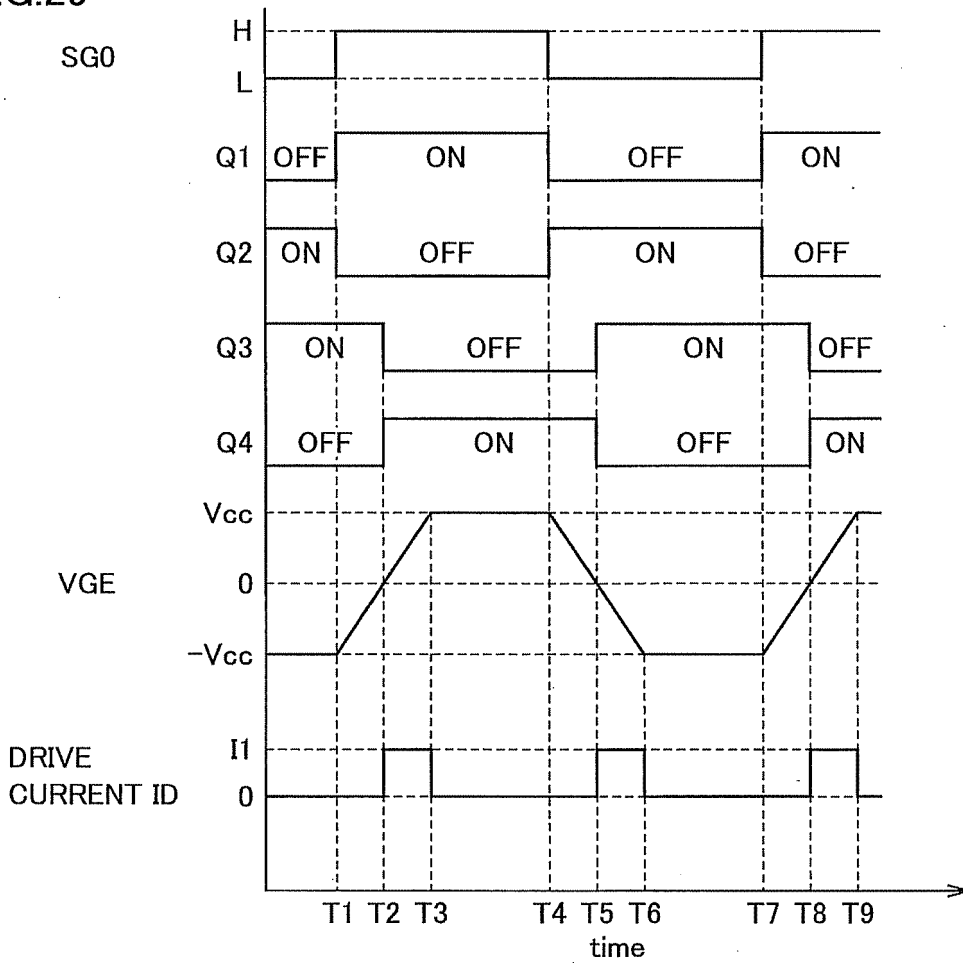 SG0
H
L
Q1 OFF ON OFF ON
Q2 ON OFF ON OFF
Q3 ON OFF ON OFF
Q4 OFF ON OFF ON
VGE
Vcc
0
-Vcc
DRIVE
CURRENT ID
I1
0
T1 T2 T3 T4 T5 T6 T7 T8 T9
time